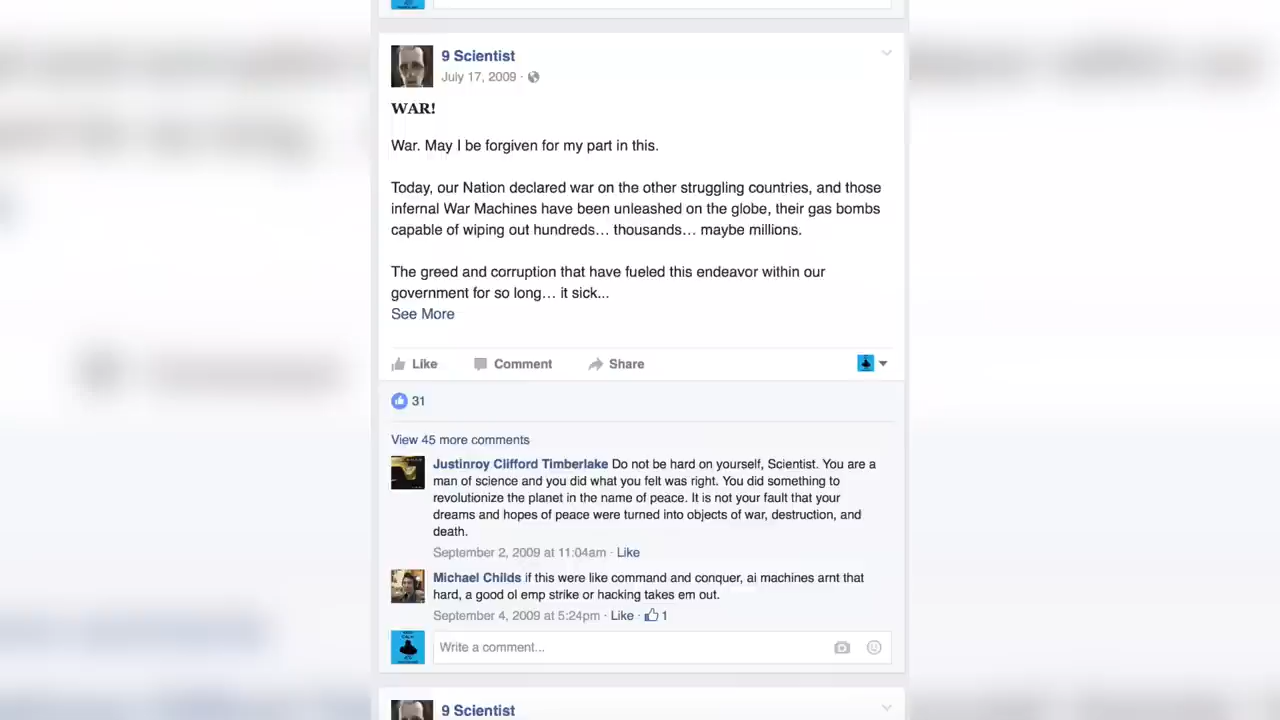 9 Scientist
July 17, 2009 ·
WAR!
War. May I be forgiven for my part in this.
Today, our Nation declared war on the other struggling countries, and those
infernal War Machines have been unleashed on the globe, their gas bombs
capable of wiping out hundreds… thousands… maybe millions.
The greed and corruption that have fueled this endeavor within our
government for so long… it sick...
See More
Like Comment Share
31
View 45 more comments
Justinroy Clifford Timberlake Do not be hard on yourself, Scientist. You are a
man of science and you did what you felt was right. You did something to
revolutionize the planet in the name of peace. It is not your fault that your
dreams and hopes of peace were turned into objects of war, destruction, and
death.
September 2, 2009 at 11:04am · Like
Michael Childs if this were like command and conquer, ai machines arnt that
hard, a good ol emp strike or hacking takes em out.
September 4, 2009 at 5:24pm · Like · 1
Write a comment...
9 Scientist